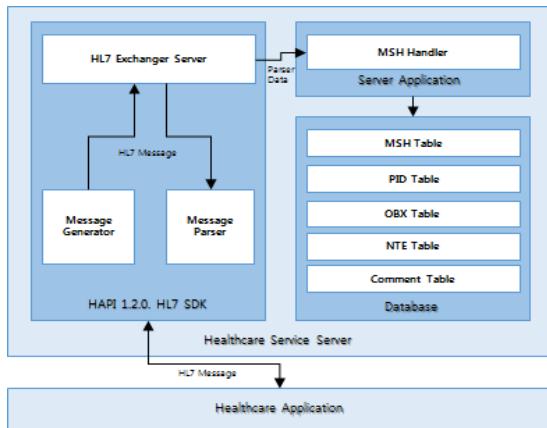 HL7 Exchanger Server
Parser
Data
MSH Handler
Server Application
HL7 Message
Message
Generator
Message
Parser
HAPI 1.2.0. HL7 SDK
MSH Table
PID Table
OBX Table
NTE Table
Comment Table
Database
Healthcare Service Server
HL7 Message
Healthcare Application